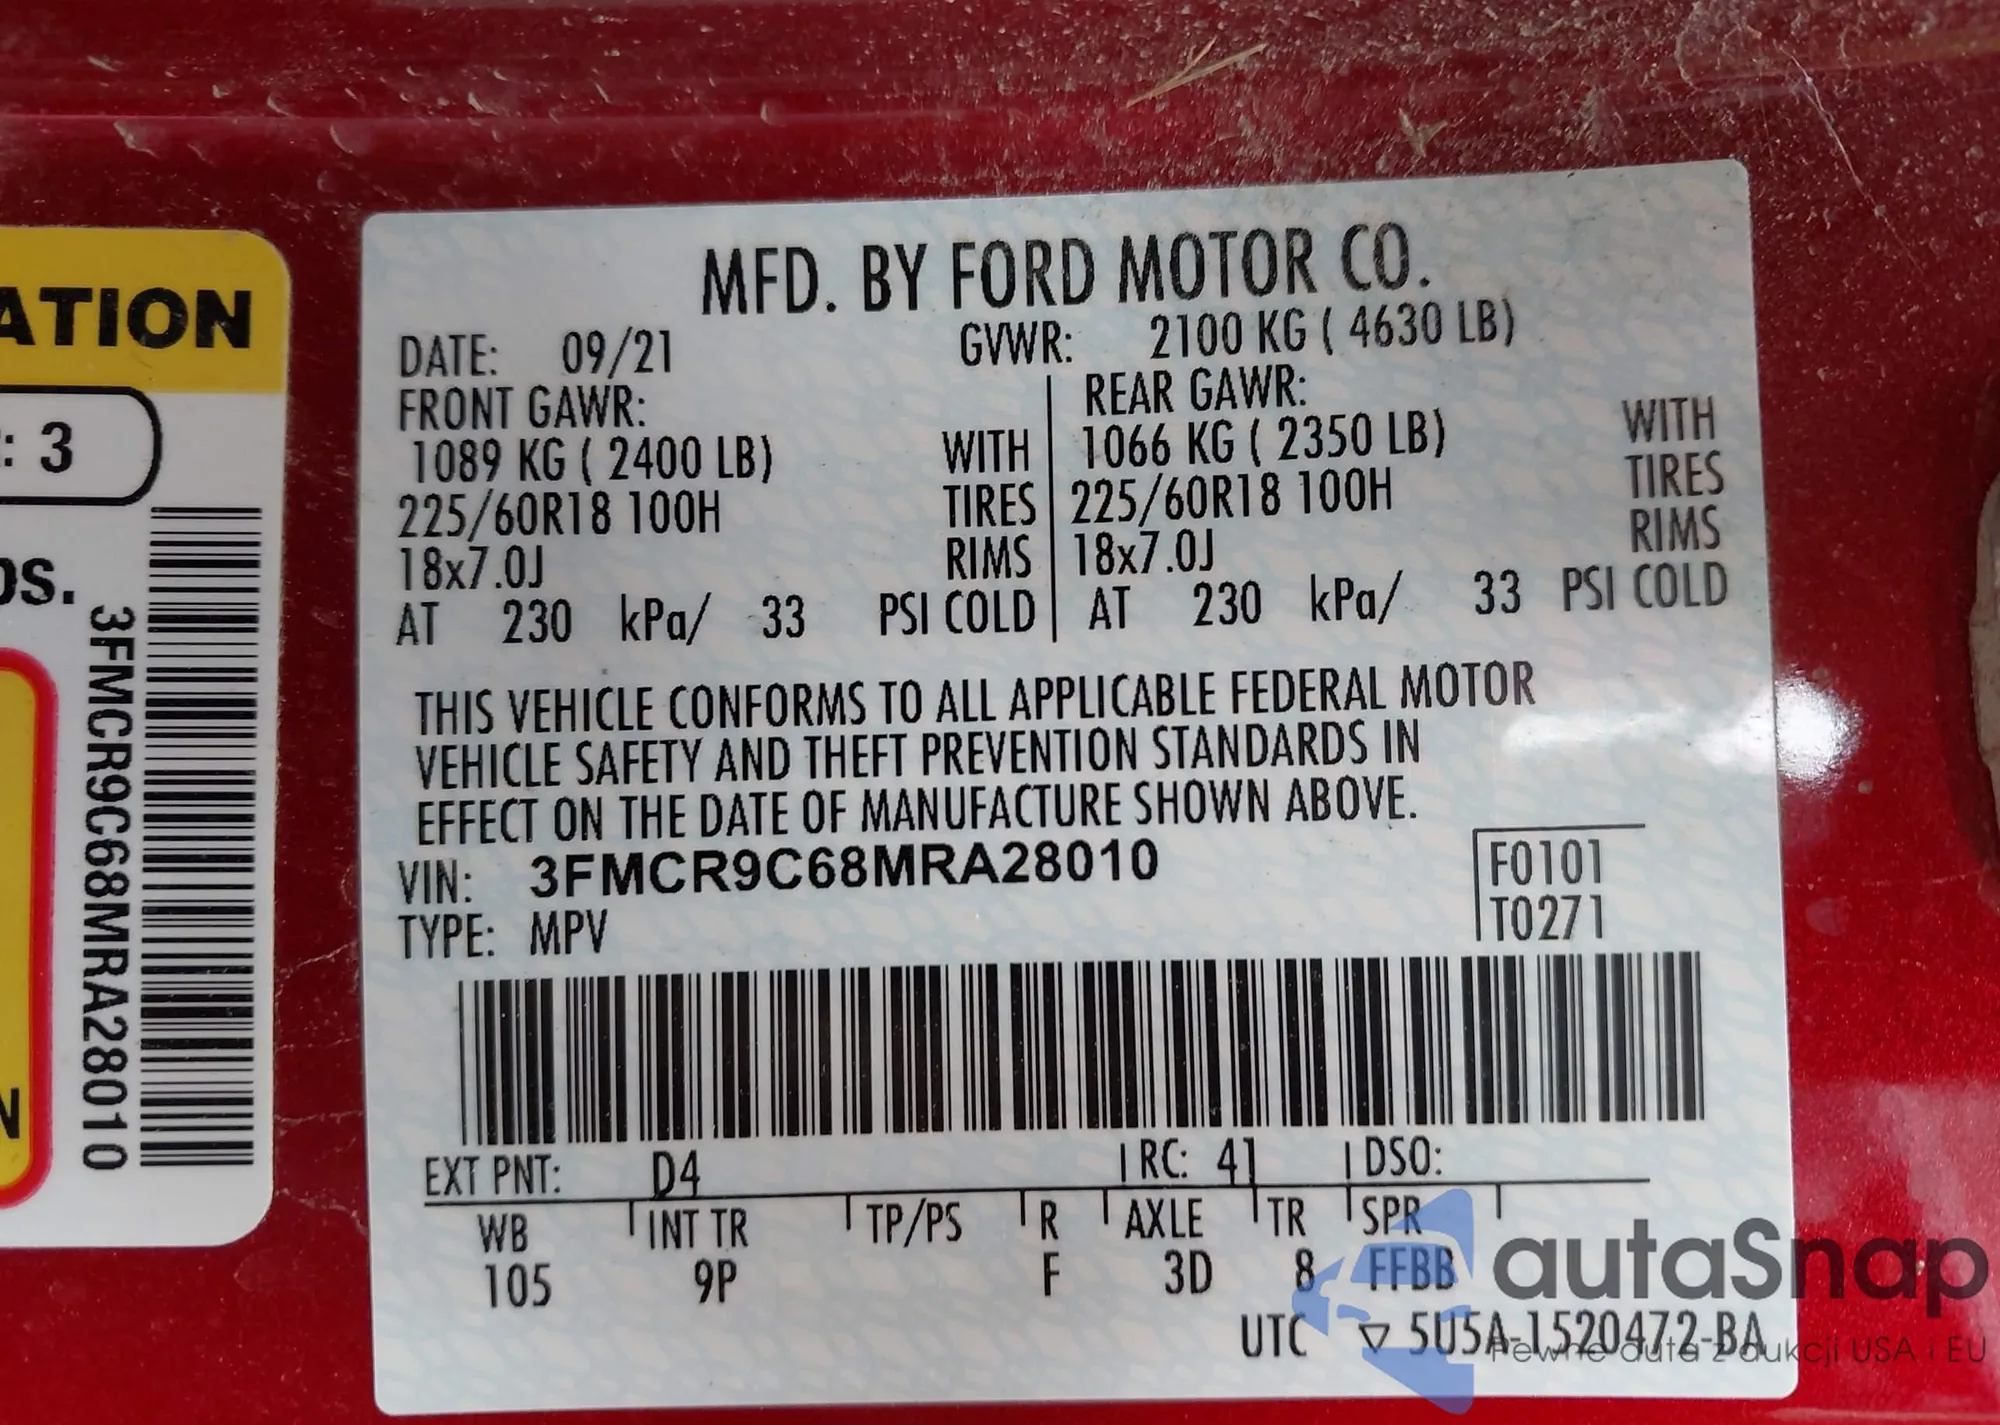 ATION
: 3
os.
3FMCR9C68MRA28010
N
MFD. BY FORD MOTOR CO.
DATE: 09/21 GVWR: 2100 KG ( 4630 LB)
FRONT GAWR: REAR GAWR:
1089 KG ( 2400 LB) WITH 1066 KG ( 2350 LB) WITH
225/60R18 100H TIRES 225/60R18 100H TIRES
18x7.0J RIMS 18x7.0J RIMS
AT 230 kPa/ 33 PSI COLD AT 230 kPa/ 33 PSI COLD
THIS VEHICLE CONFORMS TO ALL APPLICABLE FEDERAL MOTOR
VEHICLE SAFETY AND THEFT PREVENTION STANDARDS IN
EFFECT ON THE DATE OF MANUFACTURE SHOWN ABOVE.
VIN: 3FMCR9C68MRA28010 F0101
TYPE: MPV T0271
EXT PNT: D4 RC: 41 DSO:
WB INT TR TP/PS R AXLE TR SPR
105 9P F 3D 8 FFBB
UTC ▽ 5U5A-1520472-BA
autaSnap
Pewne auta z aukcji USA i EU